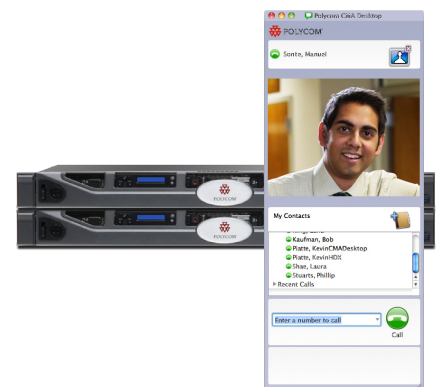 Polycom CMA Desktop
POLYCOM
Sonte, Manuel
My Contacts
Kaufman, Bob
Platte, KevinCMADesktop
Platte, KevinHDX
Shae, Laura
Stuarts, Phillip
Recent Calls
Enter a number to call
Call
POLYCOM
POLYCOM